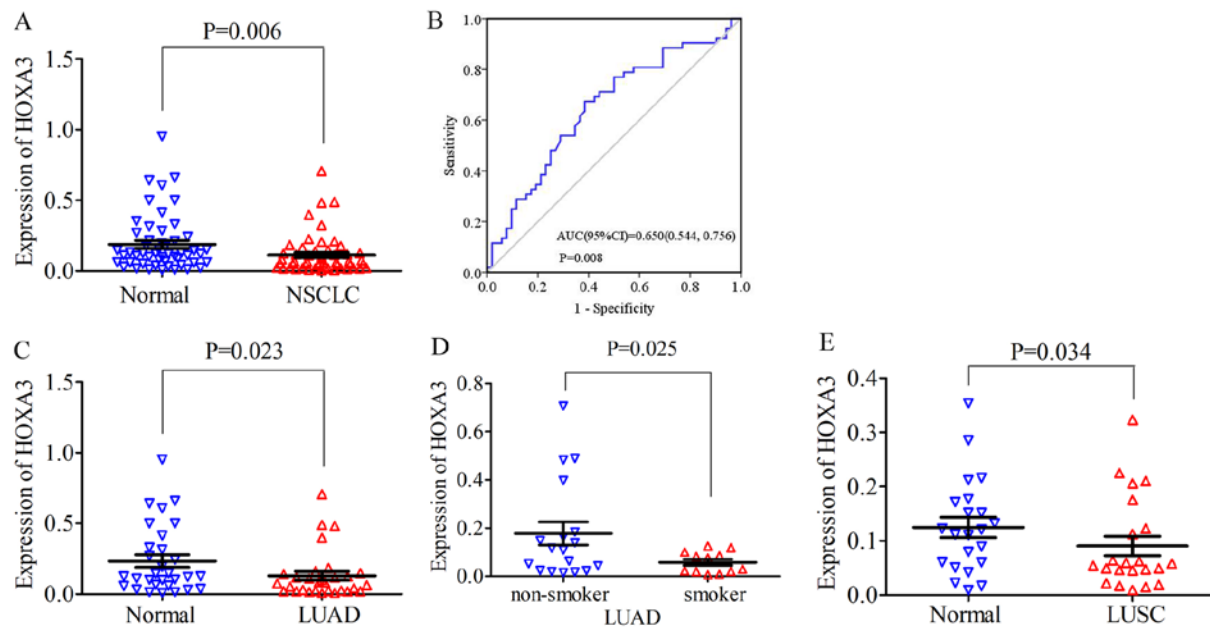 A
P=0.006
Expression of HOXA3
1.5
1.0
0.5
0.0
Normal NSCLC
B
Sensitivity
1.0
0.8
0.6
0.4
0.2
0.0
AUC(95%CI)=0.650(0.544, 0.756)
P=0.008
0.0 0.2 0.4 0.6 0.8 1.0
1 - Specificity
C
P=0.023
Expression of HOXA3
1.5
1.0
0.5
0.0
Normal LUAD
D
P=0.025
Expression of HOXA3
0.8
0.6
0.4
0.2
0.0
non-smoker smoker
LUAD
E
P=0.034
Expression of HOXA3
0.4
0.3
0.2
0.1
0.0
Normal LUSC